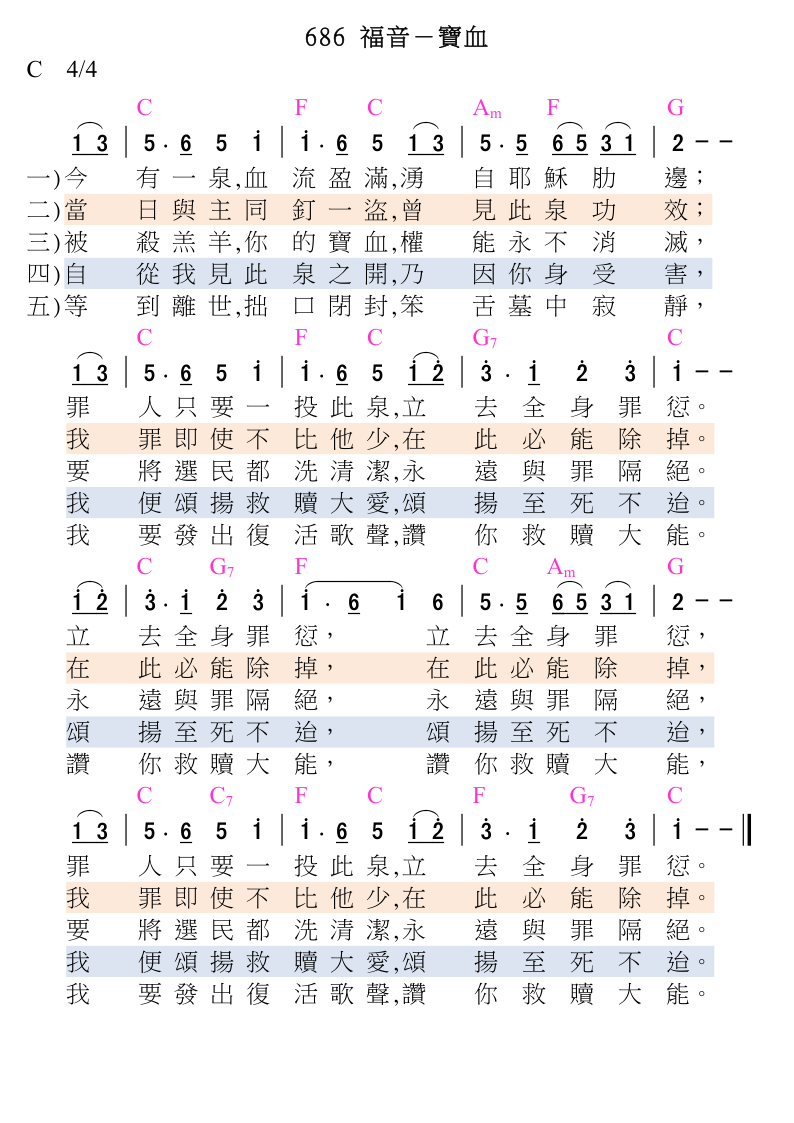 686 福音－寶血
C 4/4
C F C Am F G
1 3 | 5 · 6 5 1 | 1 · 6 5 1 3 | 5 · 5 6 5 3 1 | 2 － －
一)今 有一泉,血 流盈滿,湧 自耶穌肋 邊；
二)當 日與主同 釘一盜,曾 見此泉功 效；
三)被 殺羔羊,你 的寶血,權 能永不消 滅，
四)自 從我見此 泉之開,乃 因你身受 害，
五)等 到離世,拙 口閉封,笨 舌墓中寂 靜，
C F C G7 C
1 3 | 5 · 6 5 1 | 1 · 6 5 1 2 | 3 · 1 2 3 | 1 － －
罪 人只要一 投此泉,立 去全身罪 愆。
我 罪即使不 比他少,在 此必能除 掉。
要 將選民都 洗清潔,永 遠與罪隔 絕。
我 便頌揚救 贖大愛,頌 揚至死不 迨。
我 要發出復 活歌聲,讚 你救贖大 能。
C G7 F C Am G
1 2 | 3 · 1 2 3 | 1 · 6 1 6 | 5 · 5 6 5 3 1 | 2 － －
立 去全身罪 愆， 立 去全身罪 愆，
在 此必能除 掉， 在 此必能除 掉，
永 遠與罪隔 絕， 永 遠與罪隔 絕，
頌 揚至死不 迨， 頌 揚至死不 迨，
讚 你救贖大 能， 讚 你救贖大 能，
C C7 F C F G7 C
1 3 | 5 · 6 5 1 | 1 · 6 5 1 2 | 3 · 1 2 3 | 1 － －
罪 人只要一 投此泉,立 去全身罪 愆。
我 罪即使不 比他少,在 此必能除 掉。
要 將選民都 洗清潔,永 遠與罪隔 絕。
我 便頌揚救 贖大愛,頌 揚至死不 迨。
我 要發出復 活歌聲,讚 你救贖大 能。